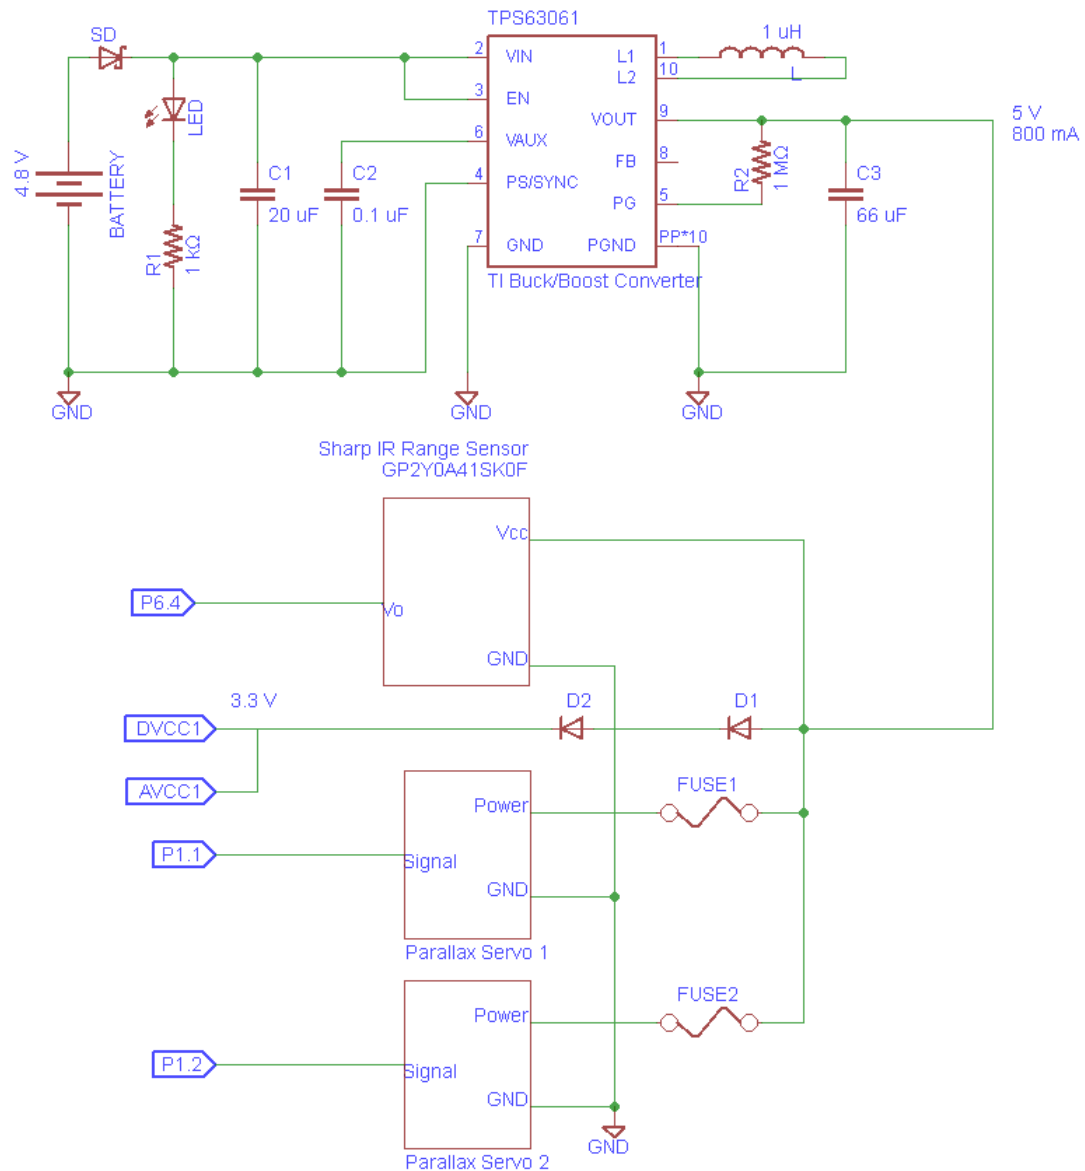 TPS63061
SD
1 uH
L
2
VIN
L1
1
L2
10
3
EN
VOUT
9
5 V
800 mA
6
VAUX
FB
8
4
PS/SYNC
PG
5
7
GND
PGND
PP*10
TI Buck/Boost Converter
LED
4.8 V
BATTERY
R1
1 kΩ
C1
20 uF
C2
0.1 uF
R2
1 MΩ
C3
66 uF
GND
GND
GND
Sharp IR Range Sensor
GP2Y0A41SK0F
Vcc
P6.4
Vo
GND
3.3 V
D2
D1
DVCC1
AVCC1
FUSE1
Power
P1.1
Signal
GND
Parallax Servo 1
FUSE2
Power
P1.2
Signal
GND
GND
Parallax Servo 2